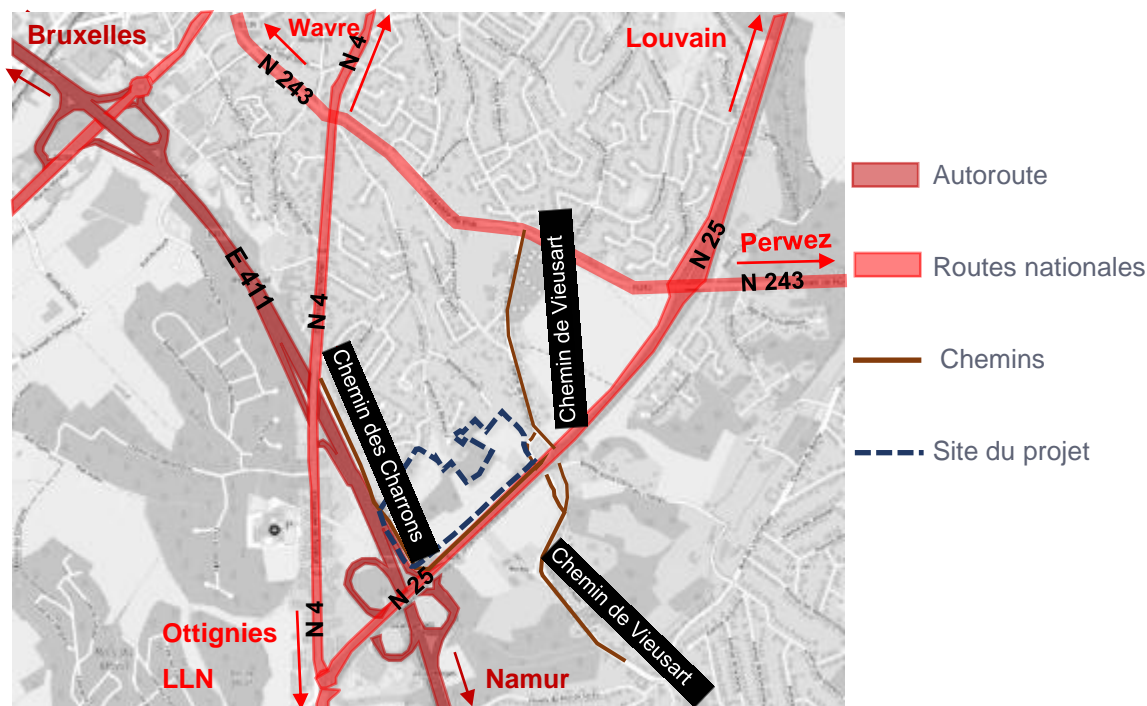 Bruxelles
Wavre
N 4
N 243
Louvain
N 25
Perwez
N 243
E 411
N 4
Chemin de Vieusart
Chemin des Charrons
Chemin de Vieusart
N 25
N 4
Ottignies
LLN
Namur
Autoroute
Routes nationales
Chemins
Site du projet